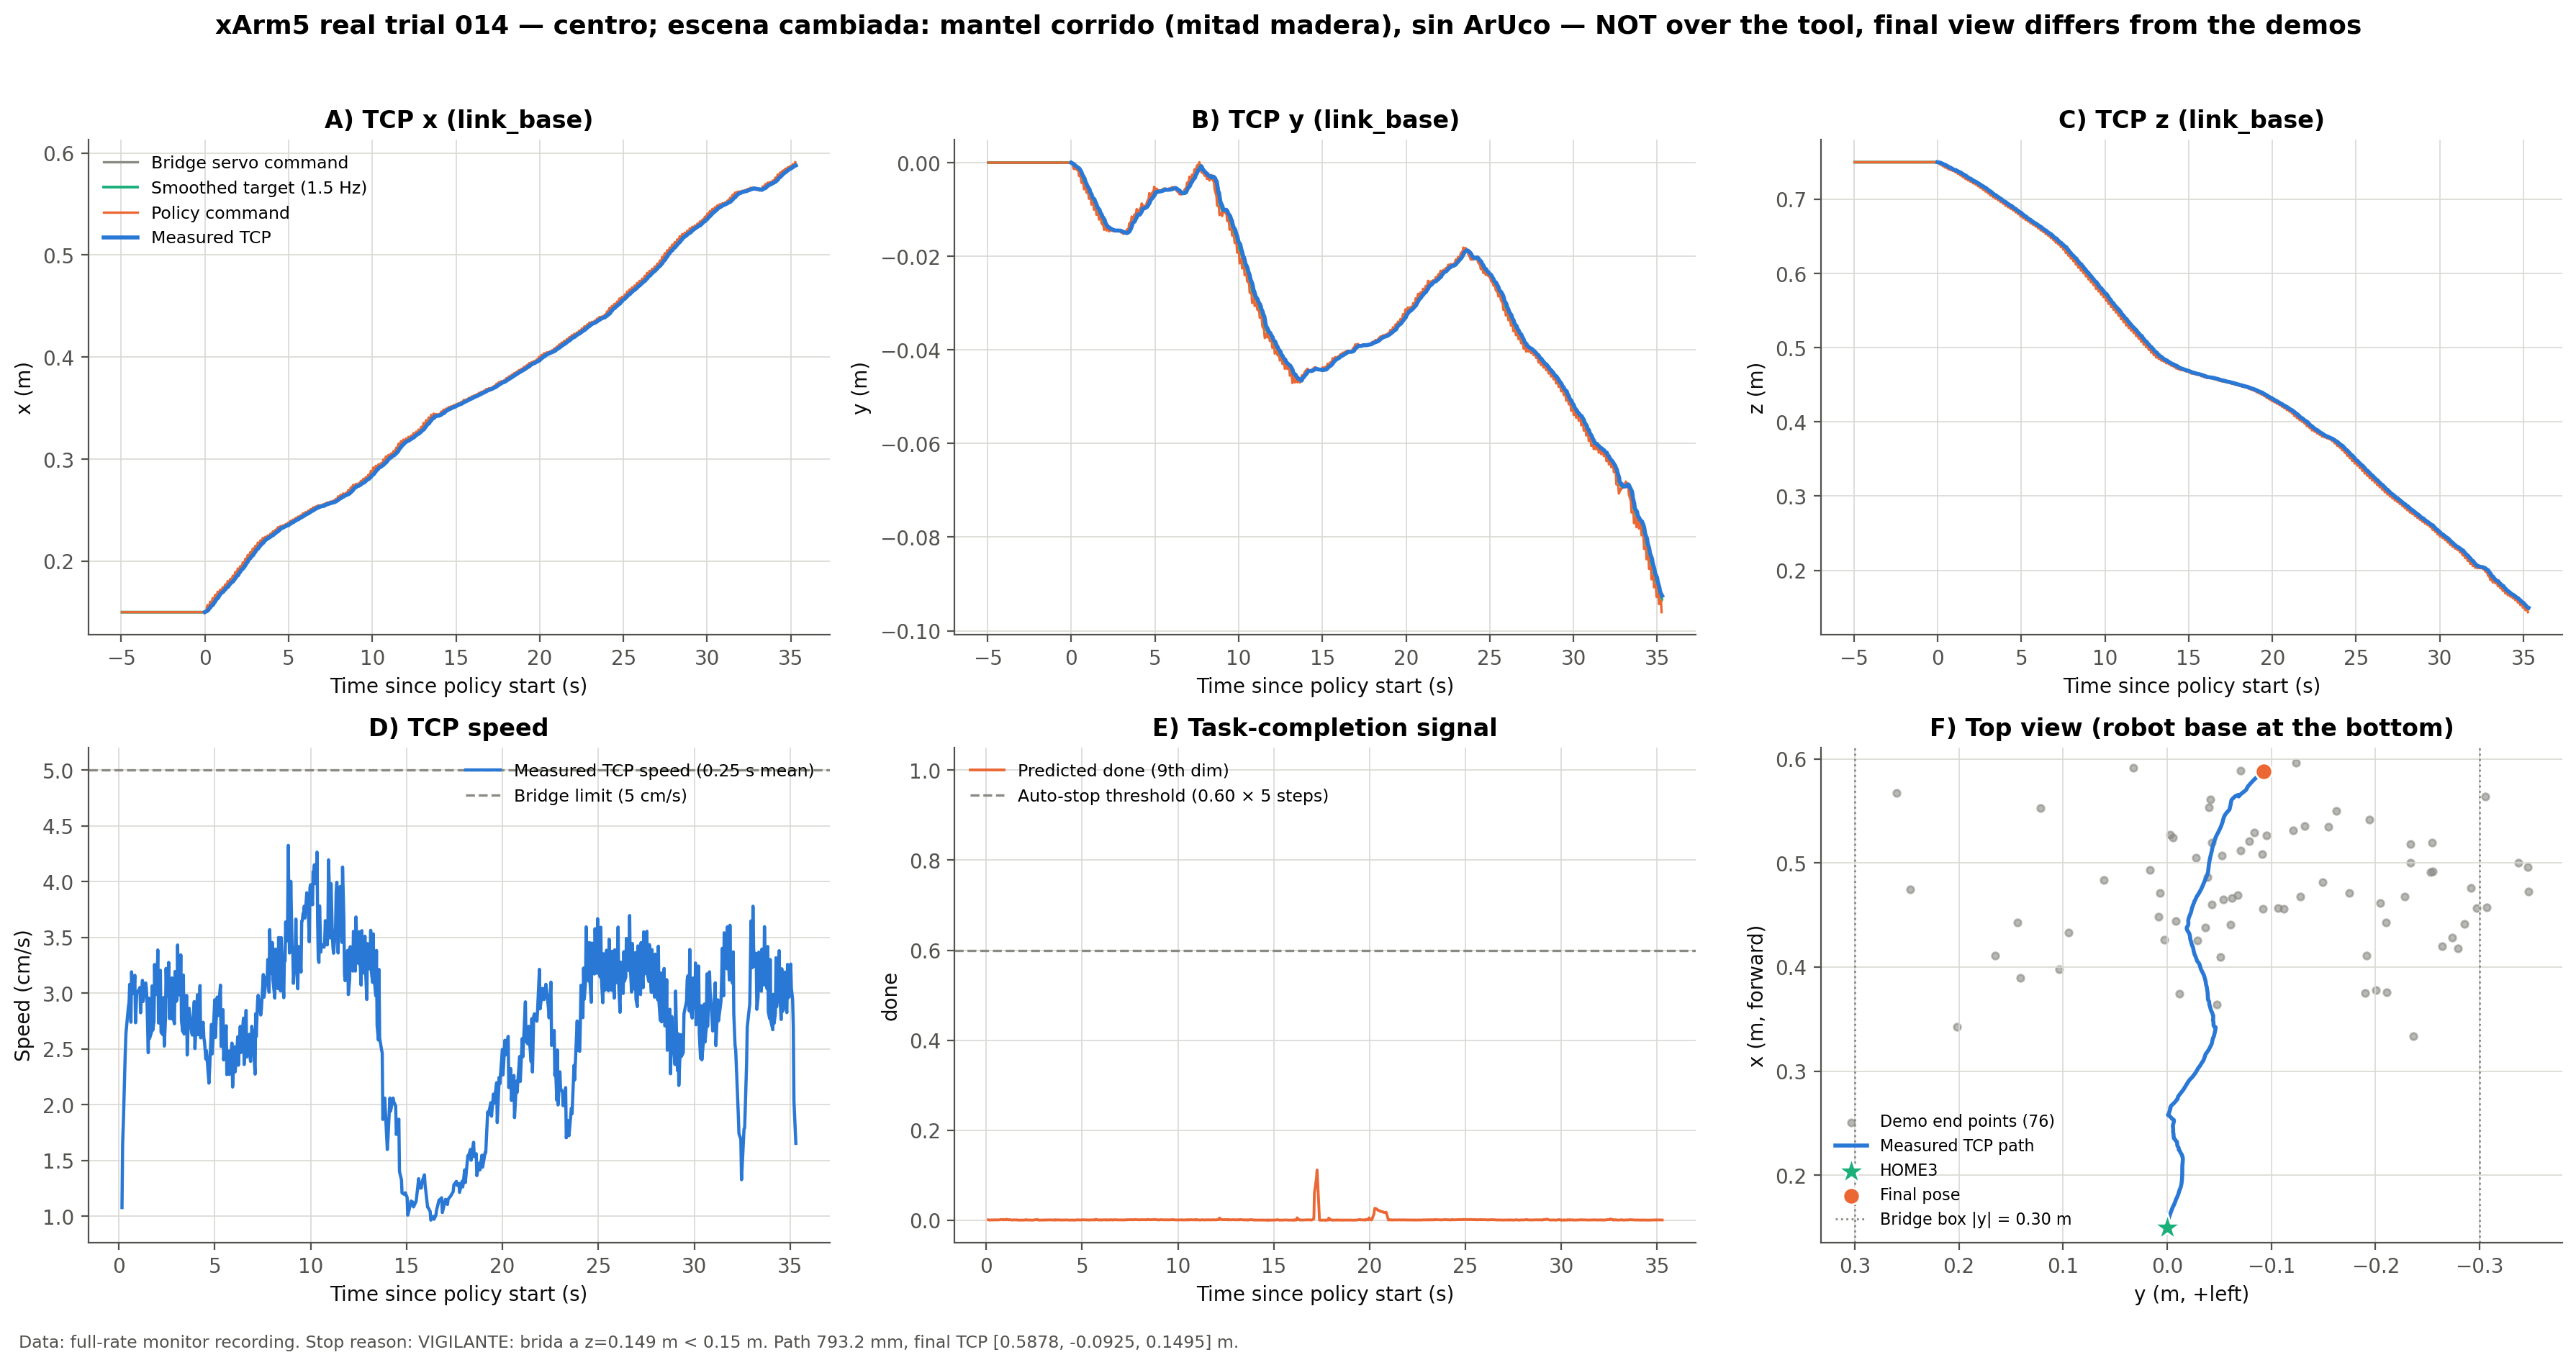 xArm5 real trial 014 — centro; escena cambiada: mantel corrido (mitad madera), sin ArUco — NOT over the tool, final view differs from the demos
A) TCP x (link_base)
x (m)
0.6
0.5
0.4
0.3
0.2
Bridge servo command
Smoothed target (1.5 Hz)
Policy command
Measured TCP
−5 0 5 10 15 20 25 30 35
Time since policy start (s)
B) TCP y (link_base)
y (m)
0.00
−0.02
−0.04
−0.06
−0.08
−0.10
−5 0 5 10 15 20 25 30 35
Time since policy start (s)
C) TCP z (link_base)
z (m)
0.7
0.6
0.5
0.4
0.3
0.2
−5 0 5 10 15 20 25 30 35
Time since policy start (s)
D) TCP speed
Speed (cm/s)
5.0
4.5
4.0
3.5
3.0
2.5
2.0
1.5
1.0
Measured TCP speed (0.25 s mean)
Bridge limit (5 cm/s)
0 5 10 15 20 25 30 35
Time since policy start (s)
E) Task-completion signal
done
1.0
0.8
0.6
0.4
0.2
0.0
Predicted done (9th dim)
Auto-stop threshold (0.60 × 5 steps)
0 5 10 15 20 25 30 35
Time since policy start (s)
F) Top view (robot base at the bottom)
x (m, forward)
0.6
0.5
0.4
0.3
0.2
Demo end points (76)
Measured TCP path
HOME3
Final pose
Bridge box |y| = 0.30 m
0.3 0.2 0.1 0.0 −0.1 −0.2 −0.3
y (m, +left)
Data: full-rate monitor recording. Stop reason: VIGILANTE: brida a z=0.149 m < 0.15 m. Path 793.2 mm, final TCP [0.5878, -0.0925, 0.1495] m.